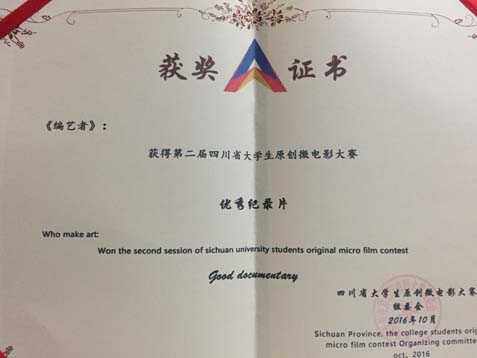 获奖证书
《编艺者》：
获得第二届四川省大学生原创微电影大赛
优秀纪录片
Who make art:
Won the second session of sichuan university students original micro film contest
Good documentary
四川省大学生原创微电影大赛
组委会
2016年10月
Sichuan Province, the college students orig
micro film contest Organizing committe
oct, 2016